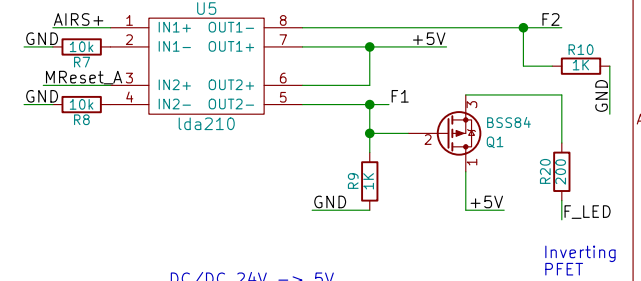 U5
AIRS+ 1 IN1+ OUT1- 8 F2
GND 10k 2 IN1- OUT1+ 7 +5V
R7
R10
1K
MReset_A 3 IN2+ OUT2+ 6
GND 10k 4 IN2- OUT2- 5 F1
R8
lda210
GND
3
BSS84
2
Q1
1
R9 1K
GND
+5V
R20 200
F_LED
Inverting
PFET
DC/DC 24V -> 5V